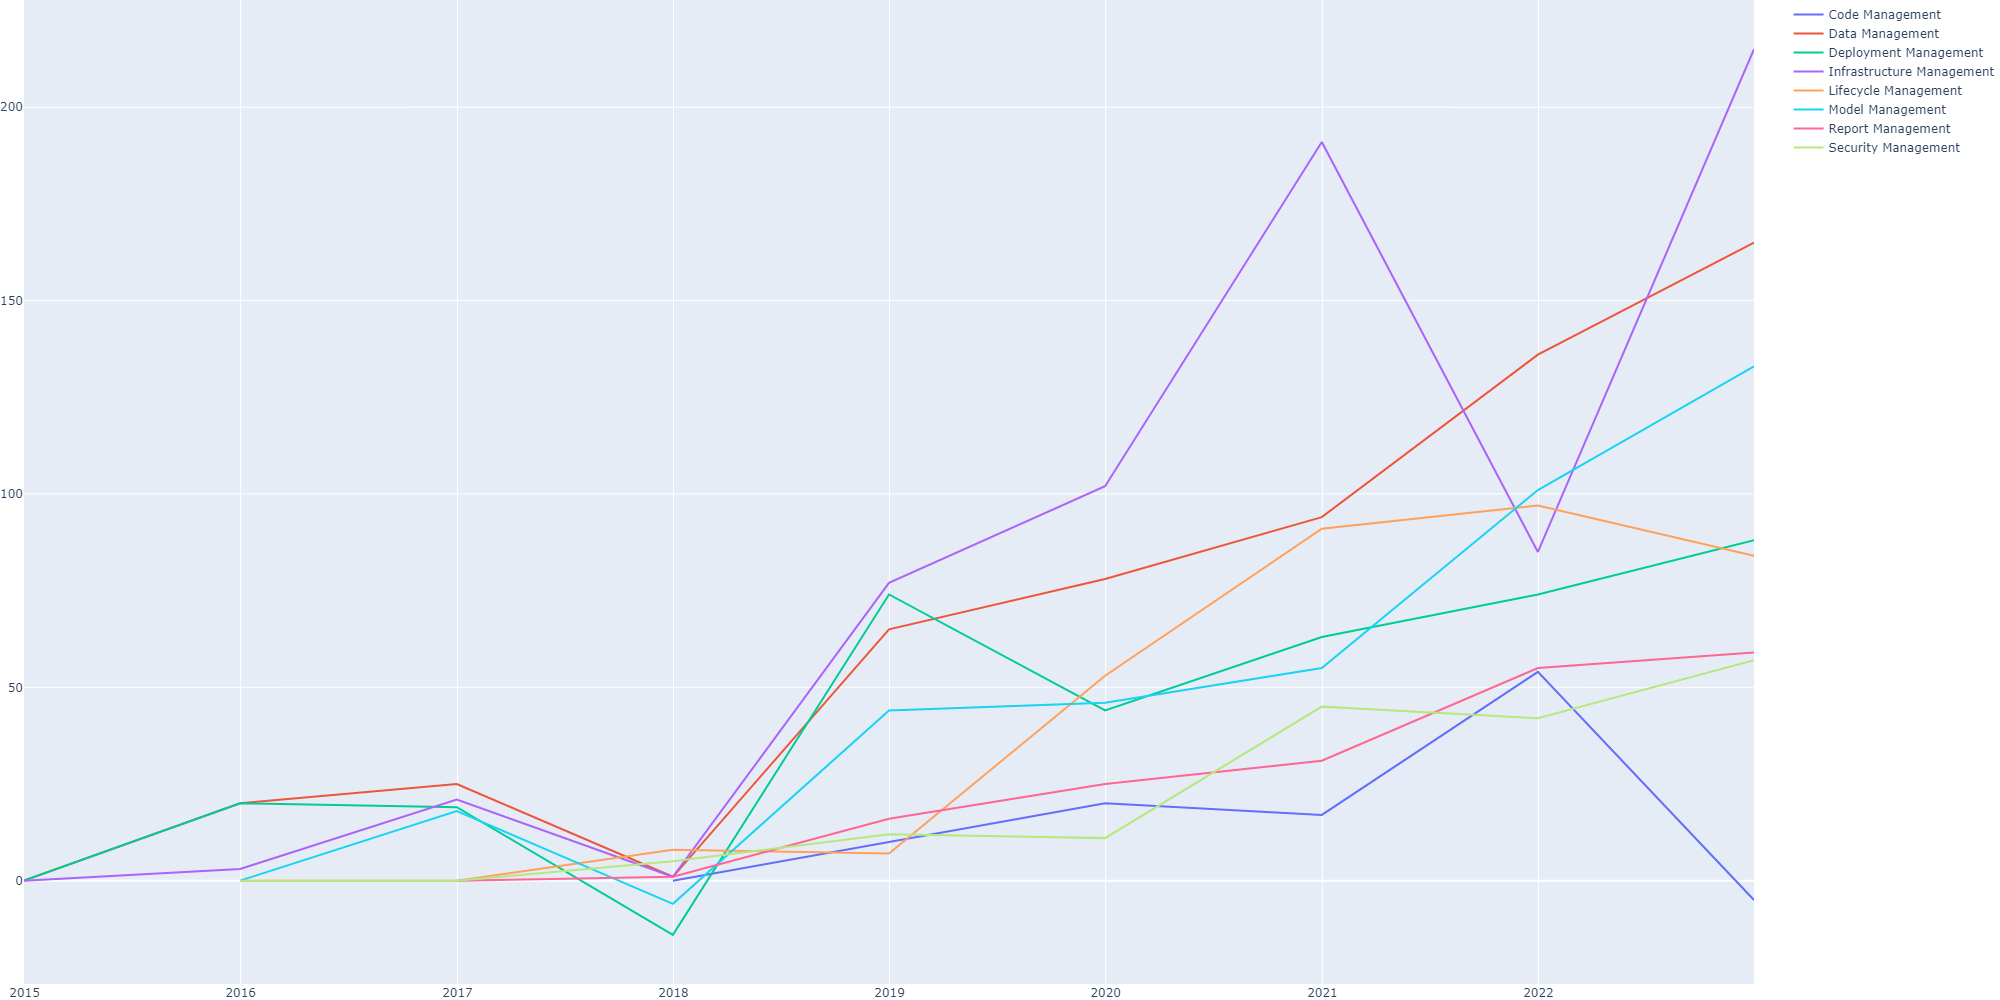 Code Management
Data Management
Deployment Management
Infrastructure Management
Lifecycle Management
Model Management
Report Management
Security Management
200
150
100
50
0
2015 2016 2017 2018 2019 2020 2021 2022